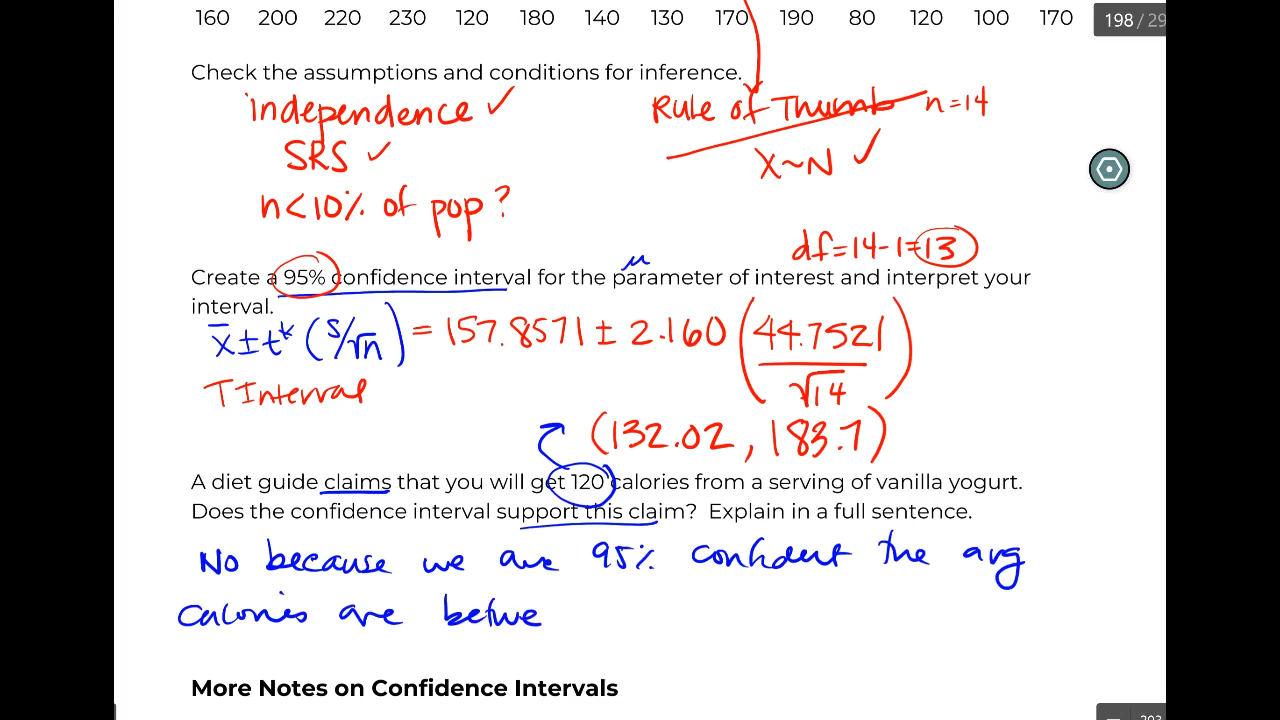 160 200 220 230 120 180 140 130 170 190 80 120 100 170
198 / 29
Check the assumptions and conditions for inference.
independence ✓
Rule of Thumb n=14
SRS ✓
X~N ✓
n<10% of pop?
df=14-1=13
μ
Create a 95% confidence interval for the parameter of interest and interpret your
interval.
x̄±t* (s/√n) = 157.8571 ± 2.160 (44.7521/√14)
TInterval
(132.02, 183.7)
A diet guide claims that you will get 120 calories from a serving of vanilla yogurt.
Does the confidence interval support this claim? Explain in a full sentence.
No because we are 95% confident the avg
calories are betwe
More Notes on Confidence Intervals